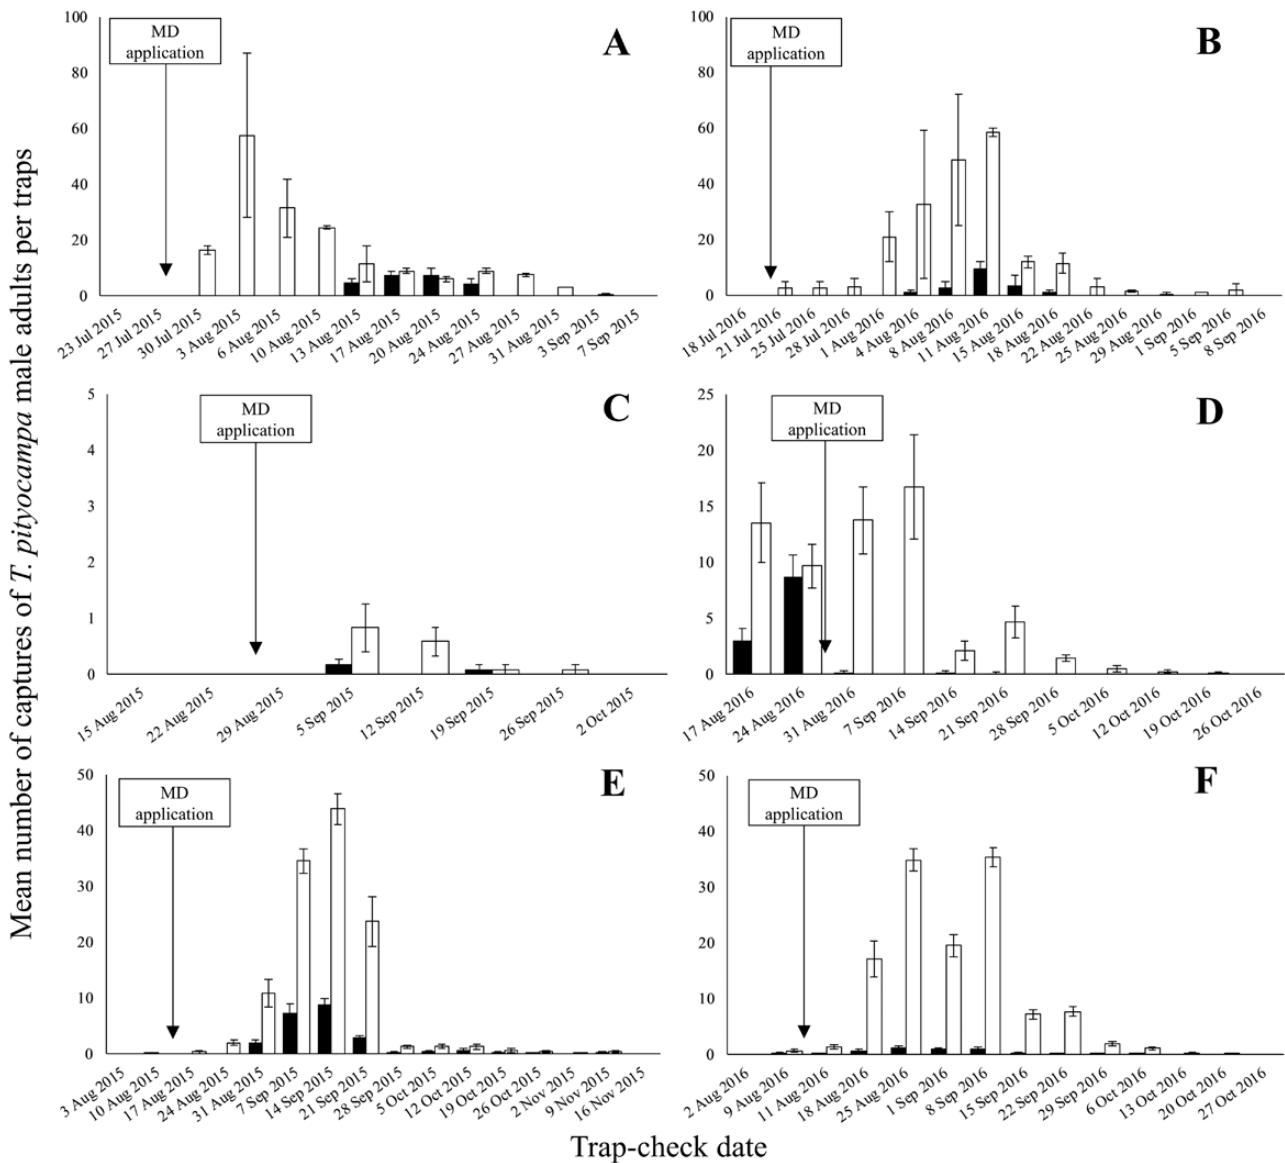 Mean number of captures of T. pityocampa male adults per traps
100
80
60
40
20
0
MD
application
A
23 Jul 2015
27 Jul 2015
30 Jul 2015
3 Aug 2015
6 Aug 2015
10 Aug 2015
13 Aug 2015
17 Aug 2015
20 Aug 2015
24 Aug 2015
27 Aug 2015
31 Aug 2015
3 Sep 2015
7 Sep 2015
100
80
60
40
20
0
MD
application
B
18 Jul 2016
21 Jul 2016
25 Jul 2016
28 Jul 2016
1 Aug 2016
4 Aug 2016
8 Aug 2016
11 Aug 2016
15 Aug 2016
18 Aug 2016
22 Aug 2016
25 Aug 2016
29 Aug 2016
1 Sep 2016
5 Sep 2016
8 Sep 2016
5
4
3
2
1
0
MD
application
C
15 Aug 2015
22 Aug 2015
29 Aug 2015
5 Sep 2015
12 Sep 2015
19 Sep 2015
26 Sep 2015
2 Oct 2015
25
20
15
10
5
0
MD
application
D
17 Aug 2016
24 Aug 2016
31 Aug 2016
7 Sep 2016
14 Sep 2016
21 Sep 2016
28 Sep 2016
5 Oct 2016
12 Oct 2016
19 Oct 2016
26 Oct 2016
50
40
30
20
10
0
MD
application
E
3 Aug 2015
10 Aug 2015
17 Aug 2015
24 Aug 2015
31 Aug 2015
7 Sep 2015
14 Sep 2015
21 Sep 2015
28 Sep 2015
5 Oct 2015
12 Oct 2015
19 Oct 2015
26 Oct 2015
2 Nov 2015
9 Nov 2015
16 Nov 2015
50
40
30
20
10
0
MD
application
F
2 Aug 2016
9 Aug 2016
11 Aug 2016
18 Aug 2016
25 Aug 2016
1 Sep 2016
8 Sep 2016
15 Sep 2016
22 Sep 2016
29 Sep 2016
6 Oct 2016
13 Oct 2016
20 Oct 2016
27 Oct 2016
Trap-check date